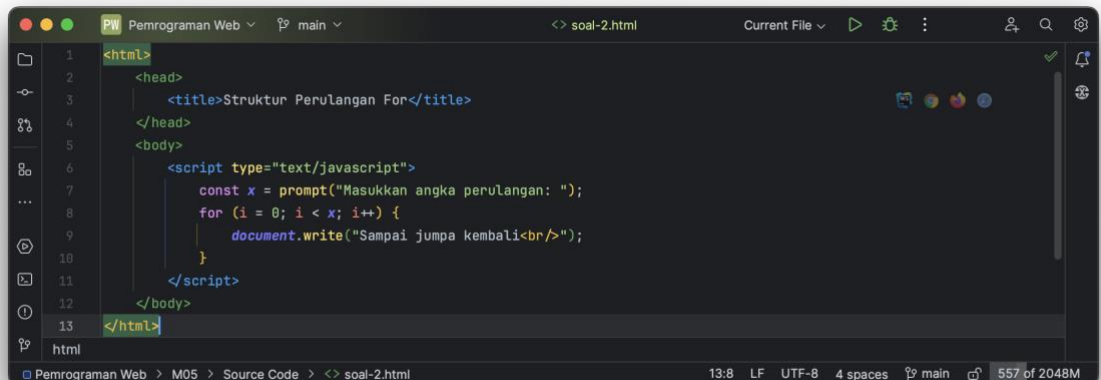 PW Pemrograman Web main <> soal-2.html Current File
1 <html>
2 <head>
3 <title>Struktur Perulangan For</title>
4 </head>
5 <body>
6 <script type="text/javascript">
7 const x = prompt("Masukkan angka perulangan: ");
8 for (i = 0; i < x; i++) {
9 document.write("Sampai jumpa kembali<br/>");
10 }
11 </script>
12 </body>
13 </html>
html
Pemrograman Web > M05 > Source Code > <> soal-2.html 13:8 LF UTF-8 4 spaces main 557 of 2048M